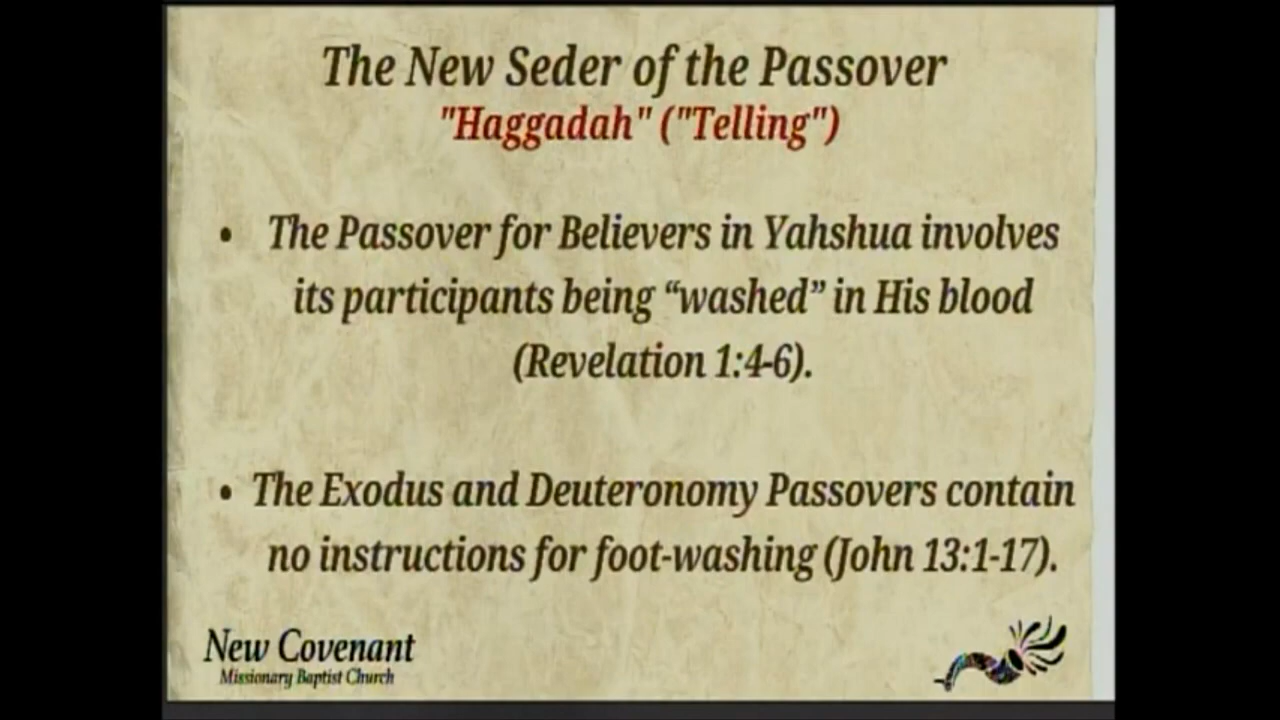 The New Seder of the Passover
"Haggadah" ("Telling")
• The Passover for Believers in Yahshua involves
its participants being “washed” in His blood
(Revelation 1:4-6).
• The Exodus and Deuteronomy Passovers contain
no instructions for foot-washing (John 13:1-17).
New Covenant
Missionary Baptist Church